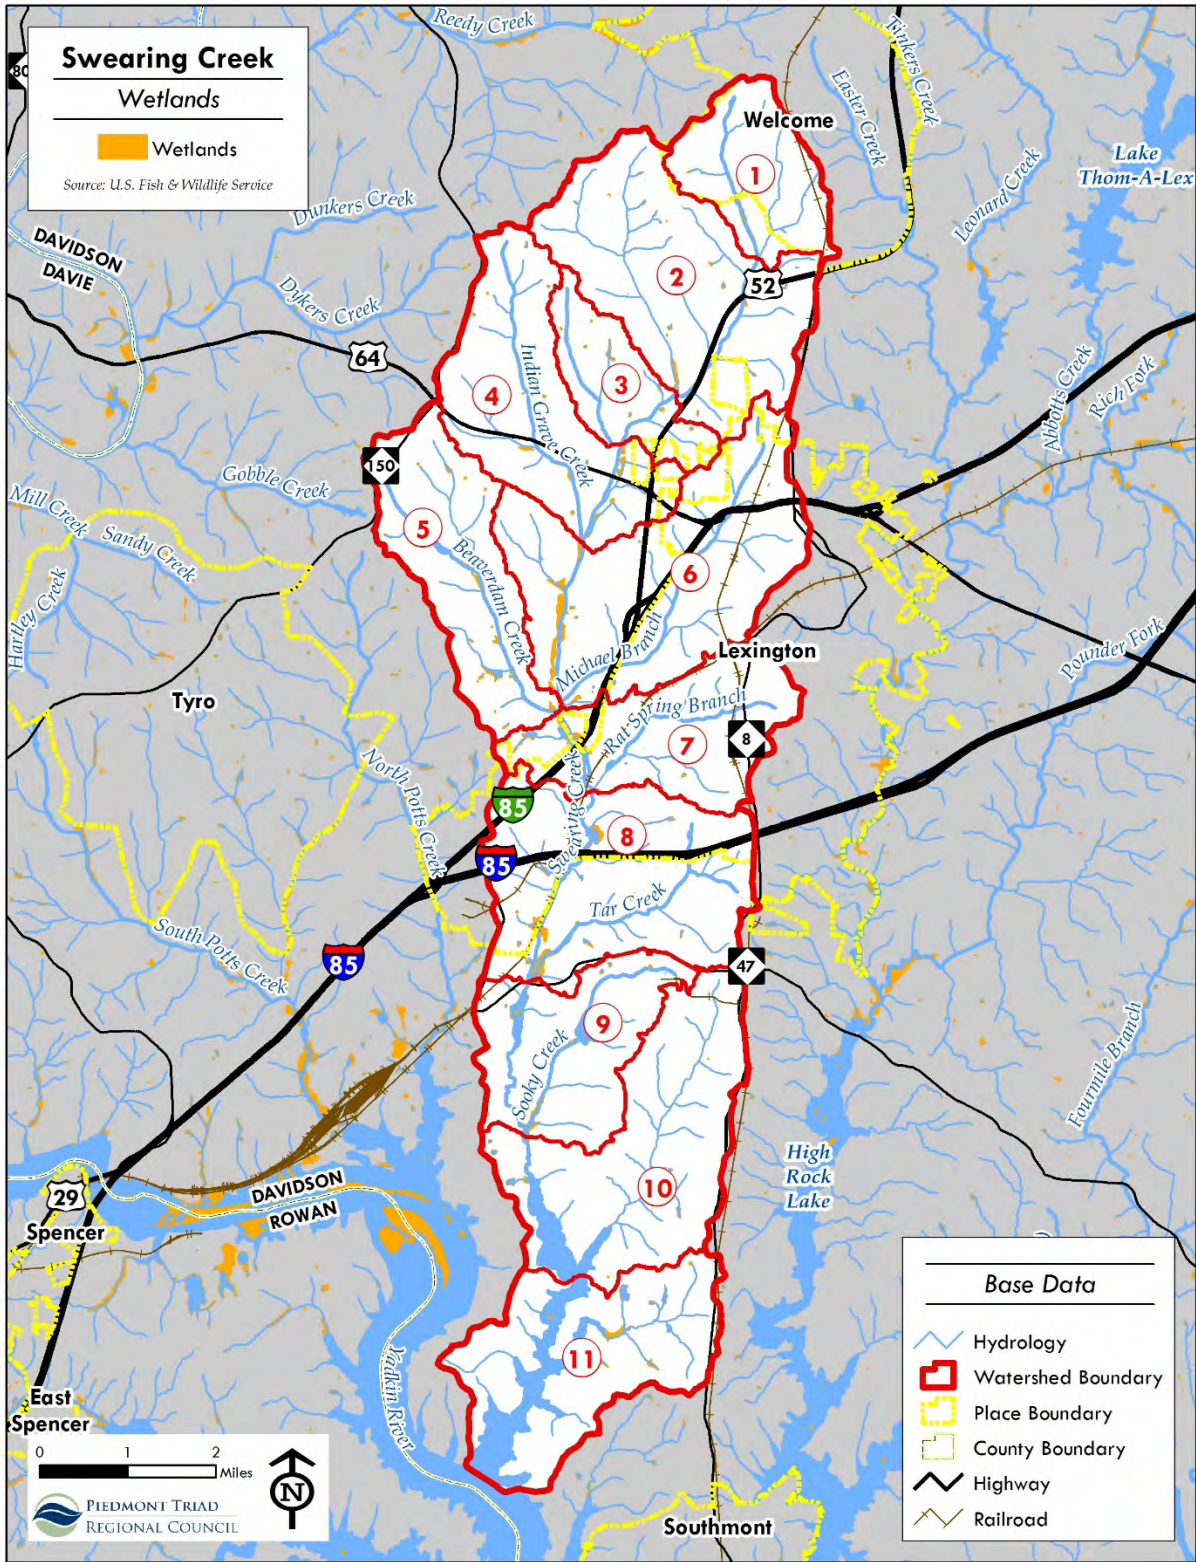 Swearing Creek
Wetlands
Wetlands
Source: U.S. Fish & Wildlife Service
Reedy Creek
Tinkers Creek
Easter Creek
Welcome
Lake
Thom-A-Lex
Leonard Creek
1
Dunkers Creek
DAVIDSON
DAVIE
Dykers Creek
2
52
64
Indian Grave Creek
3
4
Abbotts Creek
Rich Fork
150
Gobble Creek
Mill Creek
Sandy Creek
5
Hartley Creek
Beaverdam Creek
6
Michael Branch
Lexington
Pounder Fork
Tyro
Rat Spring Branch
7
8
North Potts Creek
Swearing Creek
85
8
85
Tar Creek
South Potts Creek
85
47
9
Sooky Creek
Fourmile Branch
High
Rock
Lake
10
29
DAVIDSON
ROWAN
Spencer
11
Yadkin River
East
Spencer
Southmont
Base Data
Hydrology
Watershed Boundary
Place Boundary
County Boundary
Highway
Railroad
0 1 2
Miles
N
PIEDMONT TRIAD
REGIONAL COUNCIL